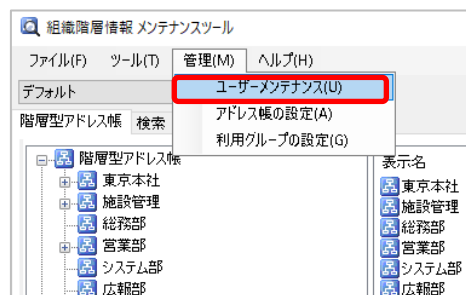 組織階層情報 メンテナンスツール
ファイル(F) ツール(T) 管理(M) ヘルプ(H)
デフォルト
ユーザーメンテナンス(U)
アドレス帳の設定(A)
利用グループの設定(G)
階層型アドレス帳 検索
階層型アドレス帳
東京本社
施設管理
総務部
営業部
システム部
広報部
表示名
東京本社
施設管理
総務部
営業部
システム部
広報部